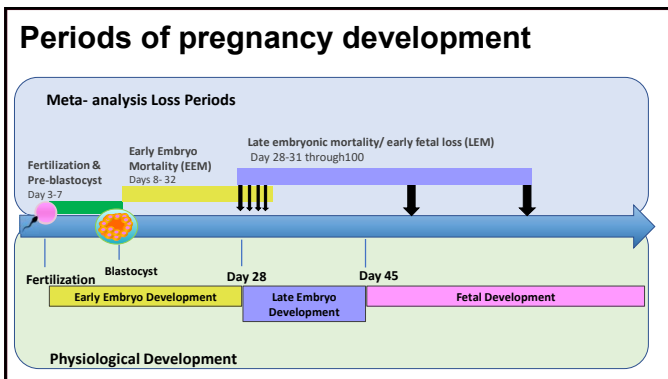 Periods of pregnancy development
Meta- analysis Loss Periods
Late embryonic mortality/ early fetal loss (LEM)
Day 28-31 through100
Early Embryo
Mortality (EEM)
Days 8- 32
Fertilization &
Pre-blastocyst
Day 3-7
Fertilization
Blastocyst
Day 28
Day 45
Early Embryo Development
Late Embryo
Development
Fetal Development
Physiological Development